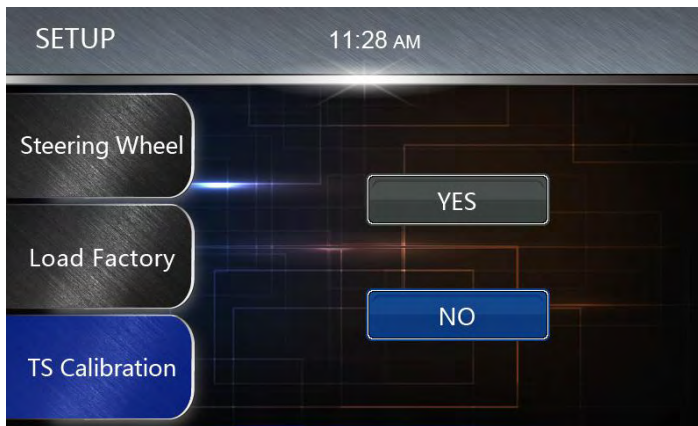 SETUP
11:28 AM
Steering Wheel
YES
Load Factory
NO
TS Calibration